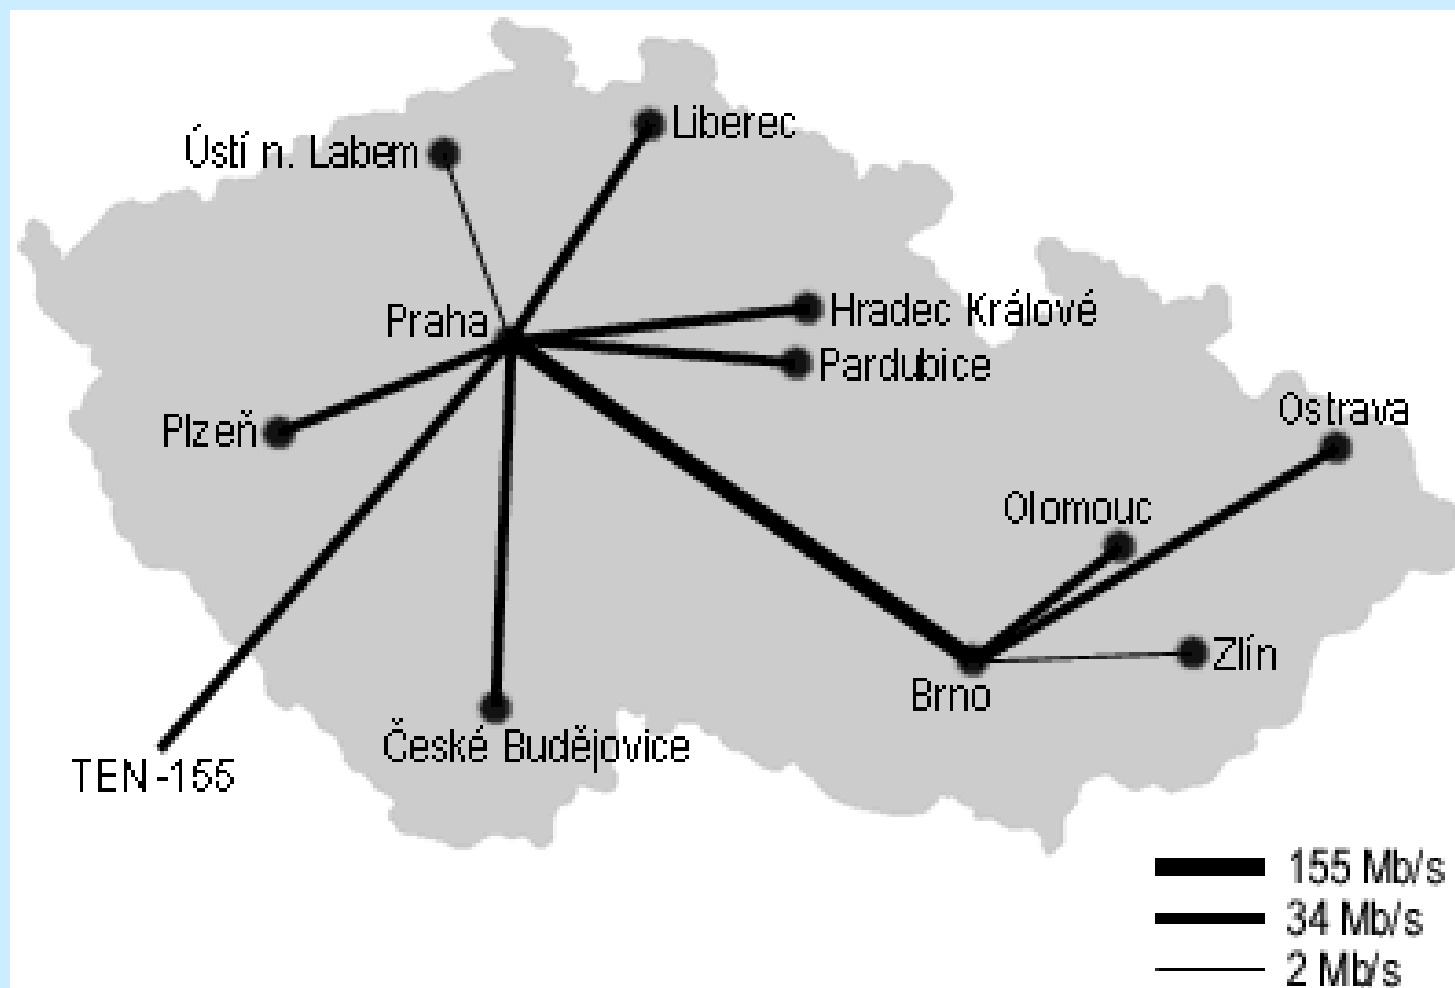 Liberec
Ústí n. Labem
Praha
Hradec Králové
Pardubice
Plzeň
Ostrava
Olomouc
Zlín
Brno
České Budějovice
TEN-155
155 Mb/s
34 Mb/s
2 Mb/s